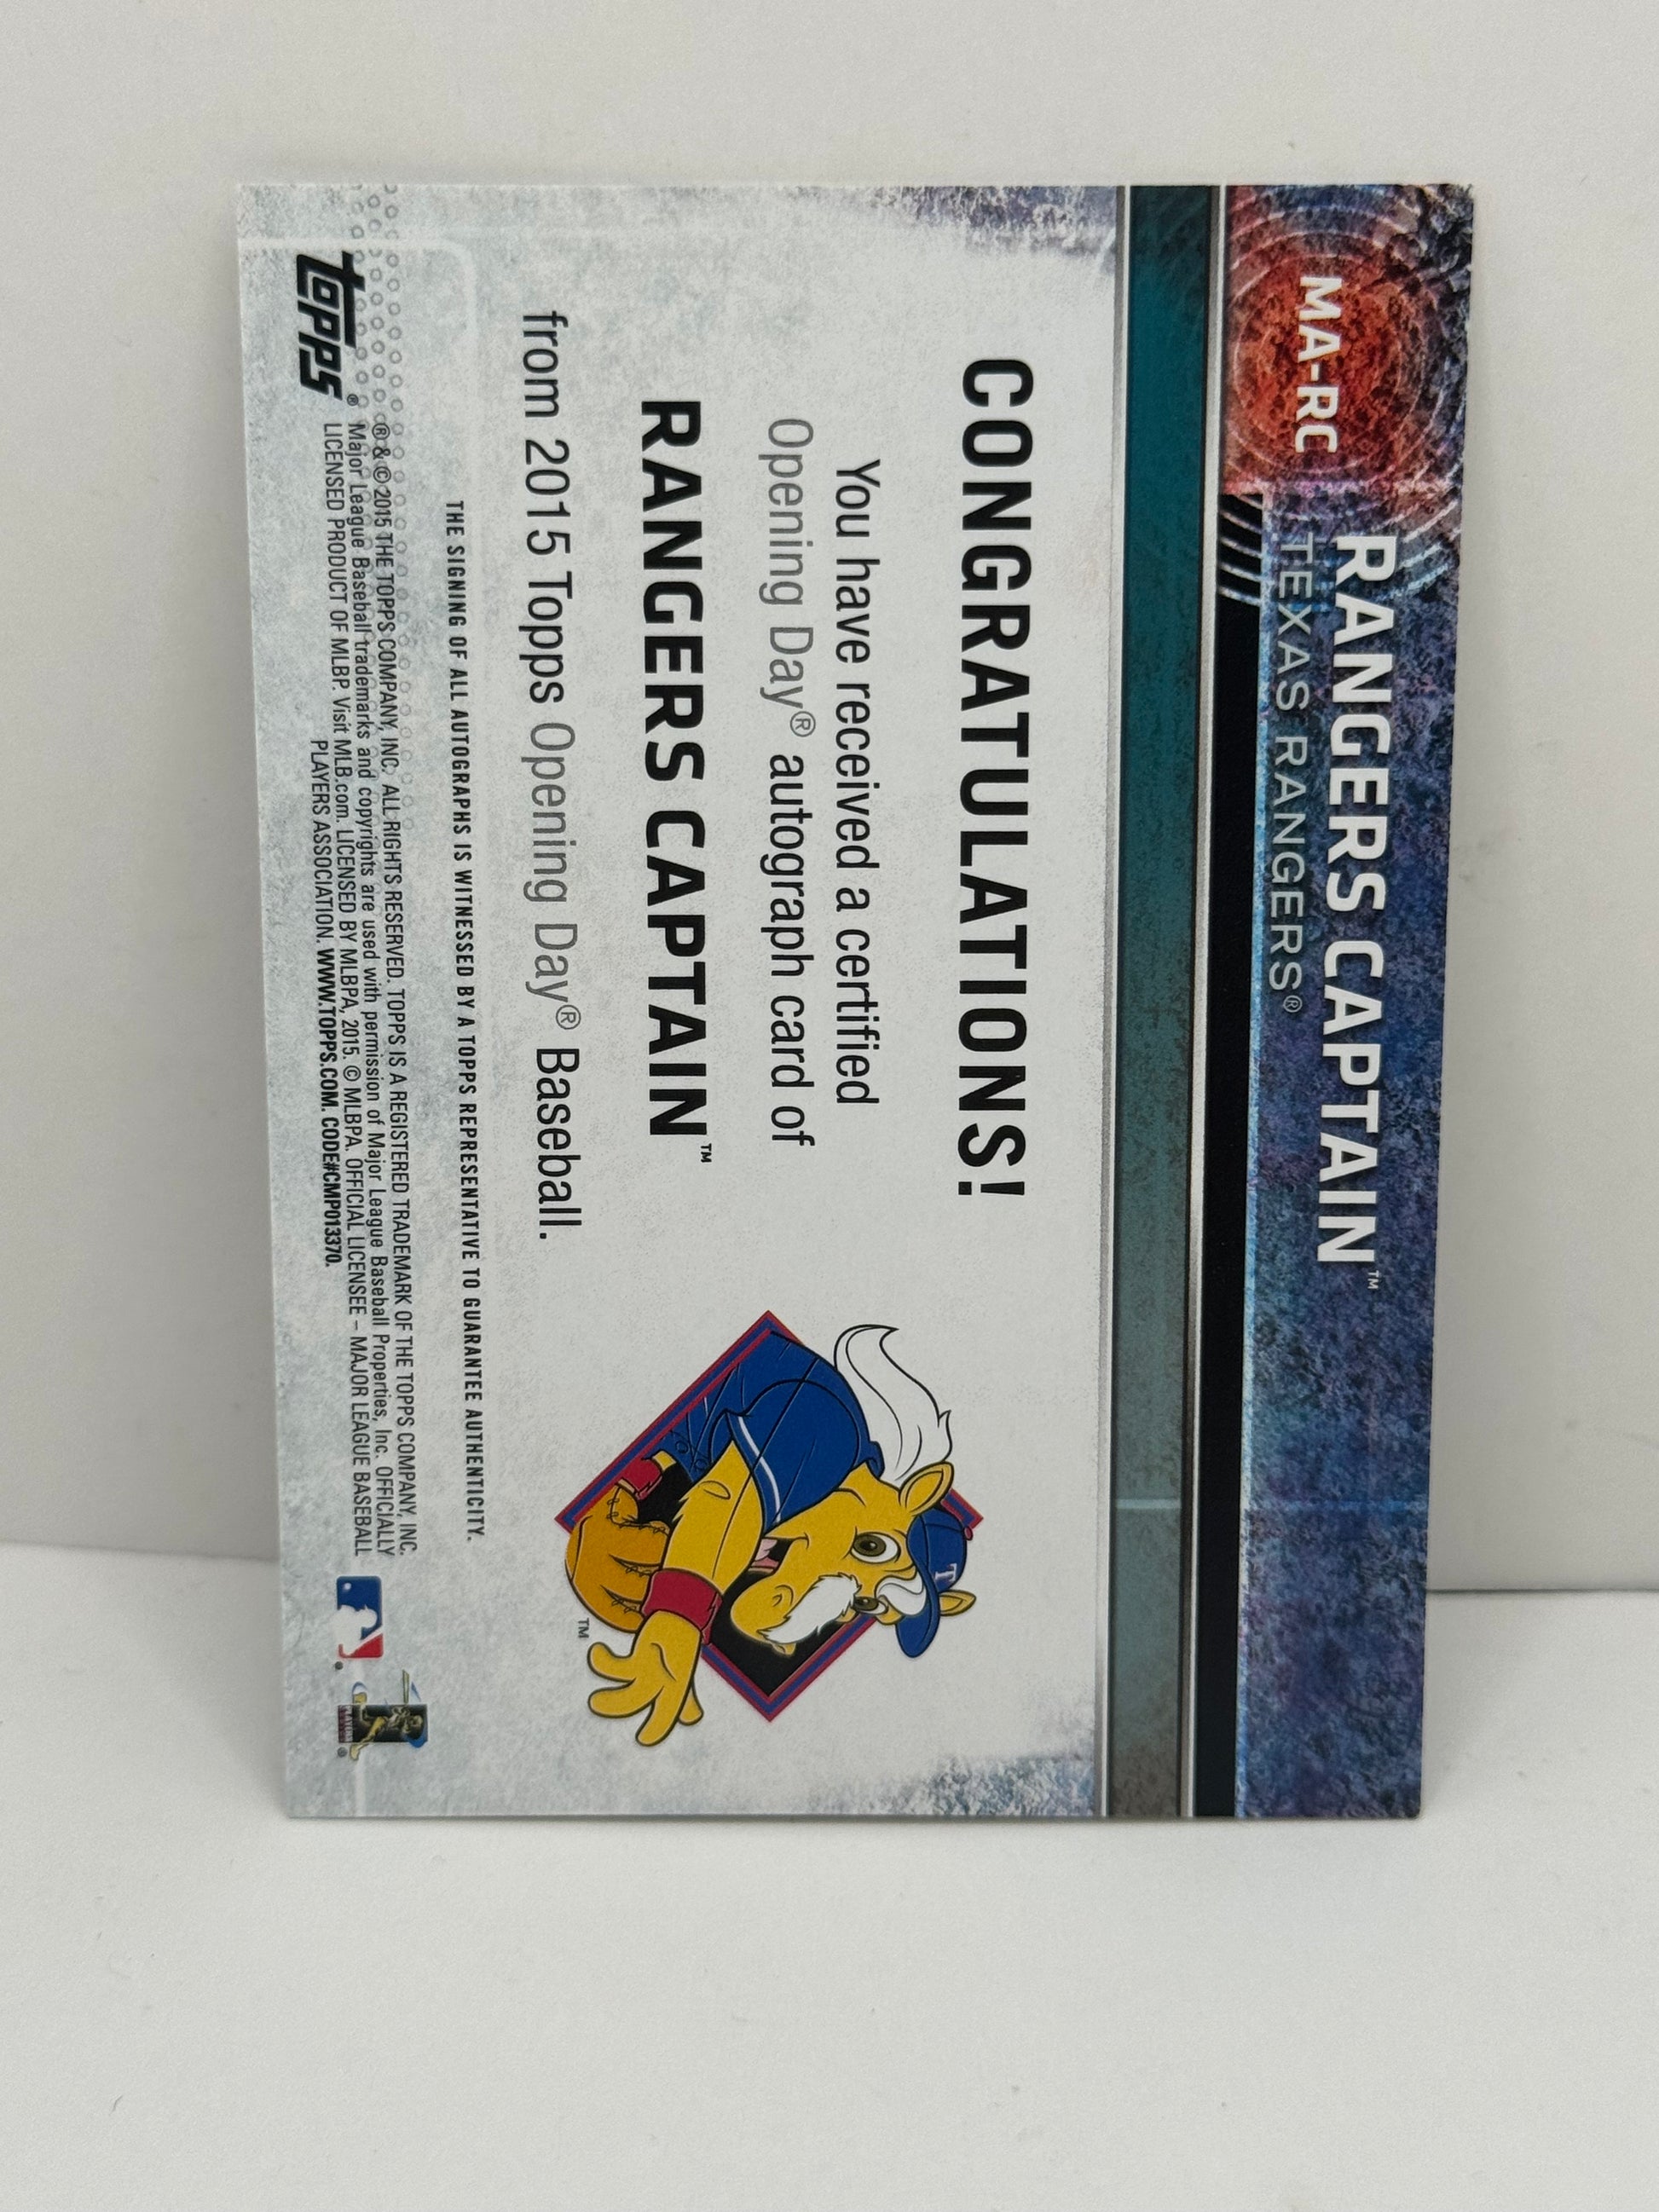 MA-RC
RANGERS CAPTAIN™
TEXAS RANGERS®
CONGRATULATIONS!
You have received a certified
Opening Day® autograph card of
RANGERS CAPTAIN™
from 2015 Topps Opening Day® Baseball.
T
TM
THE SIGNING OF ALL AUTOGRAPHS IS WITNESSED BY A TOPPS REPRESENTATIVE TO GUARANTEE AUTHENTICITY.
topps®
® & © 2015 THE TOPPS COMPANY, INC. ALL RIGHTS RESERVED. TOPPS IS A REGISTERED TRADEMARK OF THE TOPPS COMPANY, INC.
Major League Baseball trademarks and copyrights are used with permission of Major League Baseball Properties, Inc. OFFICIALLY
LICENSED PRODUCT OF MLBP. Visit MLB.com. LICENSED BY MLBPA, 2015. © MLBPA. OFFICIAL LICENSEE – MAJOR LEAGUE BASEBALL
PLAYERS ASSOCIATION. WWW.TOPPS.COM. CODE#CMP013370.
PLAYERS